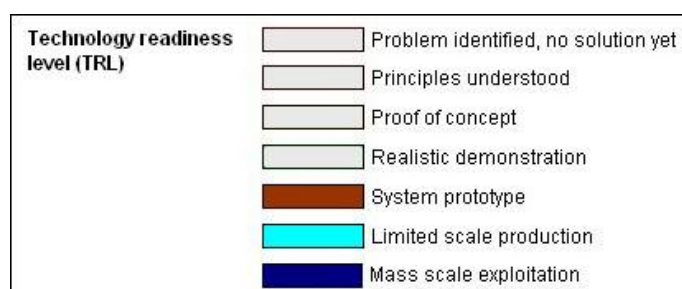 Technology readiness
level (TRL)
Problem identified, no solution yet
Principles understood
Proof of concept
Realistic demonstration
System prototype
Limited scale production
Mass scale exploitation